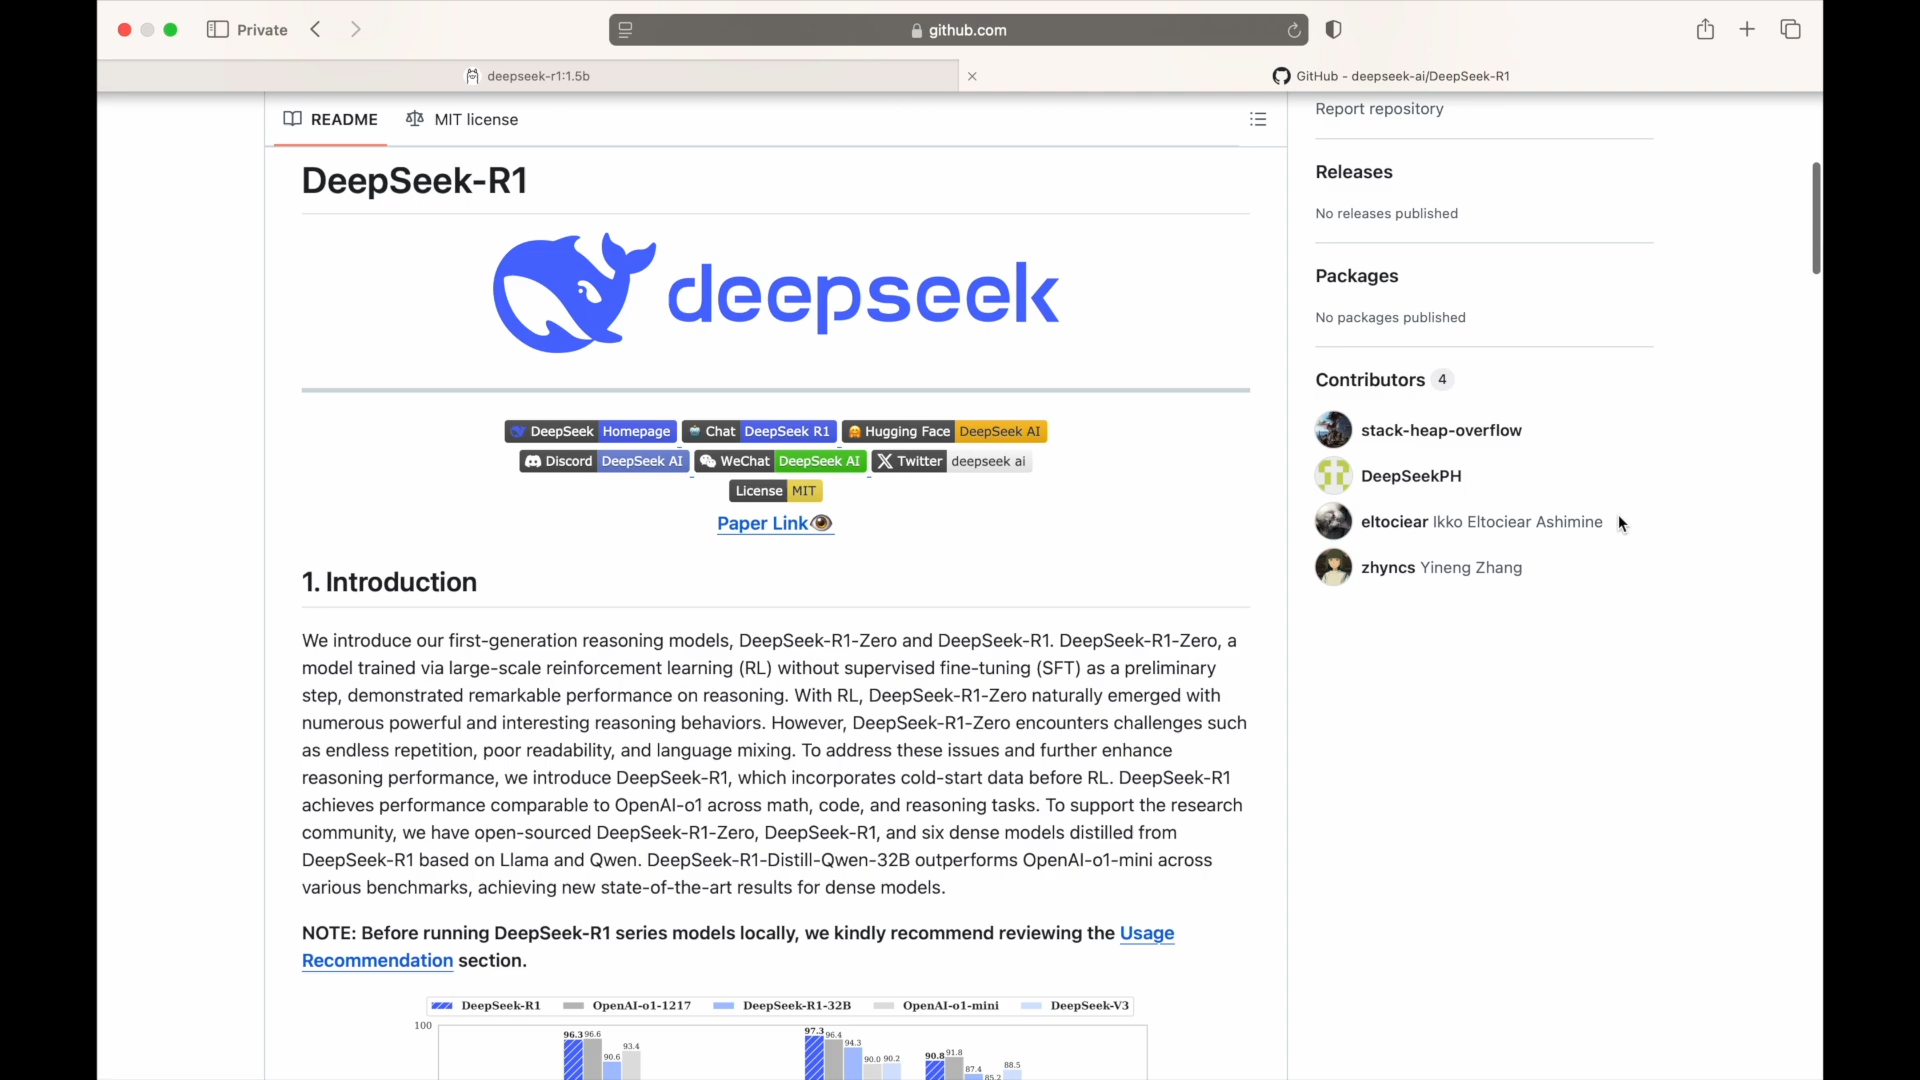 Private
github.com
deepseek-r1:1.5b
GitHub - deepseek-ai/DeepSeek-R1
README
MIT license
Report repository
DeepSeek-R1
deepseek
Releases
No releases published
Packages
No packages published
Contributors 4
stack-heap-overflow
DeepSeekPH
eltociear Ikko Eltociear Ashimine
zhyncs Yineng Zhang
DeepSeek Homepage Chat DeepSeek R1 Hugging Face DeepSeek AI
Discord DeepSeek AI WeChat DeepSeek AI Twitter deepseek ai
License MIT
Paper Link
1. Introduction
We introduce our first-generation reasoning models, DeepSeek-R1-Zero and DeepSeek-R1. DeepSeek-R1-Zero, a
model trained via large-scale reinforcement learning (RL) without supervised fine-tuning (SFT) as a preliminary
step, demonstrated remarkable performance on reasoning. With RL, DeepSeek-R1-Zero naturally emerged with
numerous powerful and interesting reasoning behaviors. However, DeepSeek-R1-Zero encounters challenges such
as endless repetition, poor readability, and language mixing. To address these issues and further enhance
reasoning performance, we introduce DeepSeek-R1, which incorporates cold-start data before RL. DeepSeek-R1
achieves performance comparable to OpenAI-o1 across math, code, and reasoning tasks. To support the research
community, we have open-sourced DeepSeek-R1-Zero, DeepSeek-R1, and six dense models distilled from
DeepSeek-R1 based on Llama and Qwen. DeepSeek-R1-Distill-Qwen-32B outperforms OpenAI-o1-mini across
various benchmarks, achieving new state-of-the-art results for dense models.
NOTE: Before running DeepSeek-R1 series models locally, we kindly recommend reviewing the Usage
Recommendation section.
DeepSeek-R1 OpenAI-o1-1217 DeepSeek-R1-32B OpenAI-o1-mini DeepSeek-V3
100
96.3 96.6 90.6 93.4
97.3 96.4 94.3 90.0 90.2
90.8 91.8 87.4 85.2 88.5